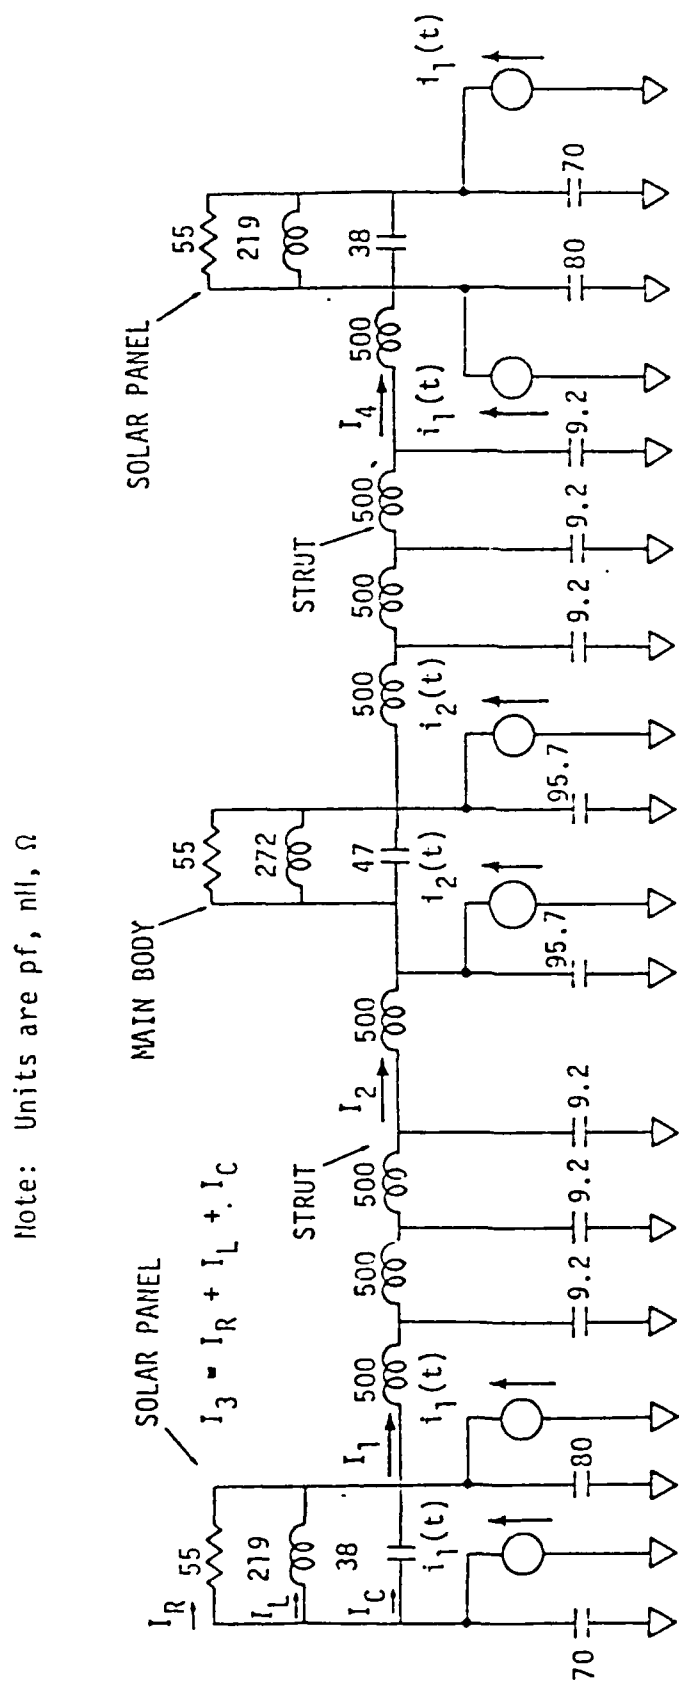 Note: Units are pf, nH, Ω
SOLAR PANEL
MAIN BODY
SOLAR PANEL
I_3 = I_R + I_L + I_C
I_R
55
55
55
219
272
219
I_L
STRUT
STRUT
38
47
38
I_C
I_1
500
500
500
I_2
500
500
500
500
I_4
500
i_1(t)
i_1(t)
i_2(t)
i_2(t)
i_1(t)
i_1(t)
70
80
9.2
9.2
9.2
95.7
95.7
9.2
9.2
9.2
80
70